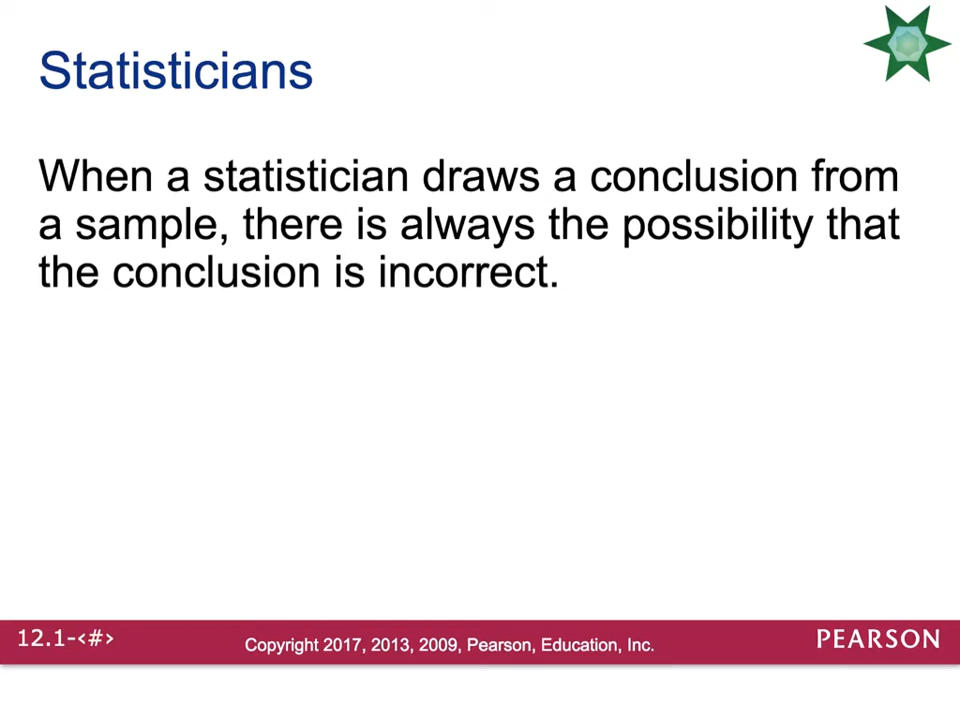 Statisticians
When a statistician draws a conclusion from
a sample, there is always the possibility that
the conclusion is incorrect.
12.1-‹#›
Copyright 2017, 2013, 2009, Pearson, Education, Inc.
PEARSON